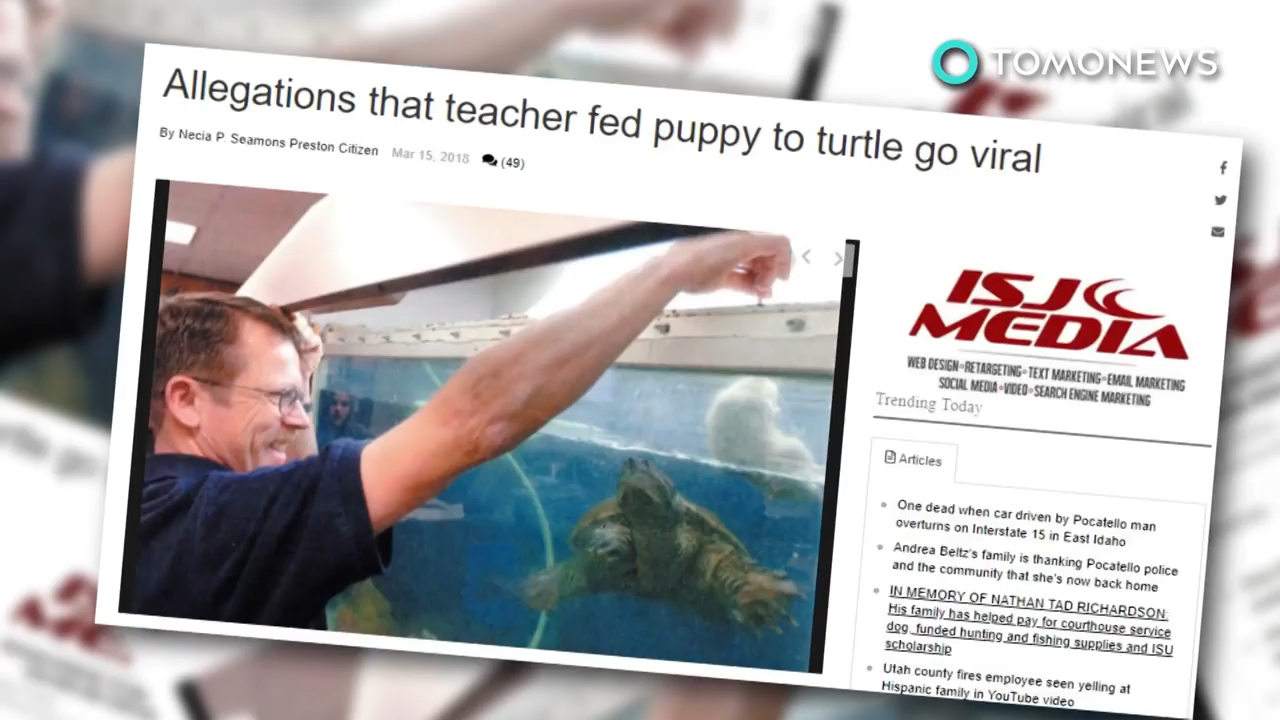 TOMONEWS
Allegations that teacher fed puppy to turtle go viral
By Necia P. Seamons Preston Citizen Mar 15, 2018 (49)
ISJ
MEDIA
WEB DESIGN•RETARGETING•TEXT MARKETING•EMAIL MARKETING
SOCIAL MEDIA•VIDEO•SEARCH ENGINE MARKETING
Trending Today
Articles
One dead when car driven by Pocatello man
overturns on Interstate 15 in East Idaho
Andrea Beltz's family is thanking Pocatello police
and the community that she's now back home
IN MEMORY OF NATHAN TAD RICHARDSON:
His family has helped pay for courthouse service
dog, funded hunting and fishing supplies and ISU
scholarship
Utah county fires employee seen yelling at
Hispanic family in YouTube video